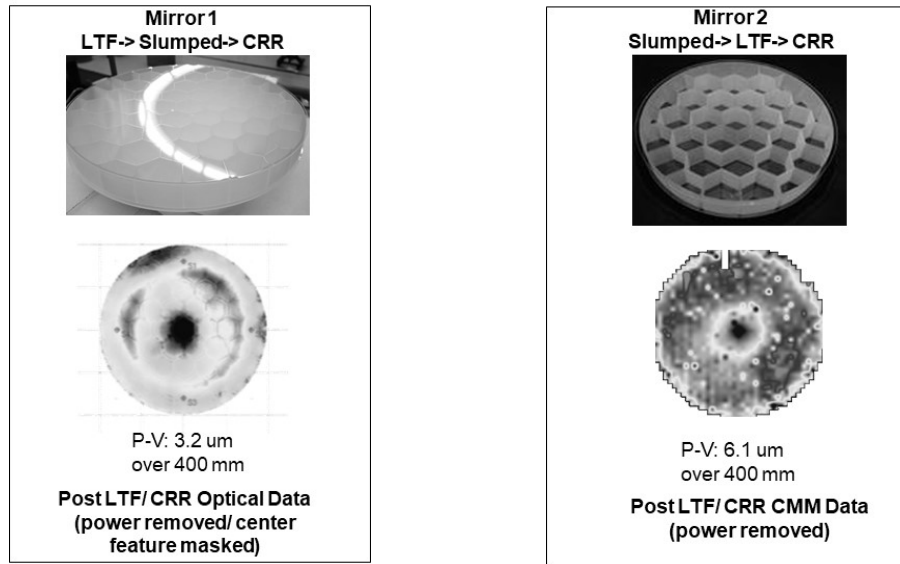 Mirror 1
LTF-> Slumped-> CRR
P-V: 3.2 um
over 400 mm
Post LTF/ CRR Optical Data
(power removed/ center
feature masked)
Mirror 2
Slumped-> LTF-> CRR
P-V: 6.1 um
over 400 mm
Post LTF/ CRR CMM Data
(power removed)